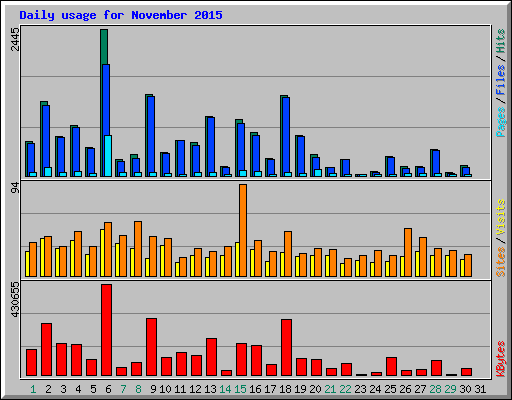 Daily usage for November 2015
2445
Pages / Files / Hits
94
Sites / Visits
430655
KBytes
1 2 3 4 5 6 7 8 9 10 11 12 13 14 15 16 17 18 19 20 21 22 23 24 25 26 27 28 29 30 31